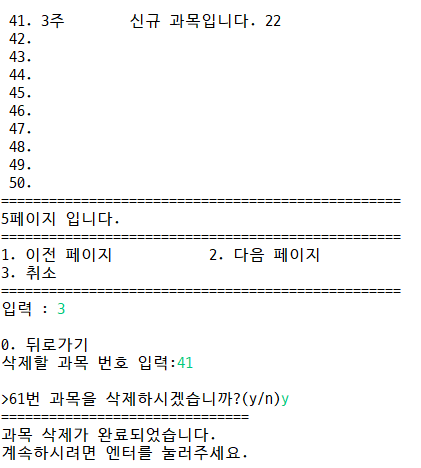 41. 3주 신규 과목입니다. 22
42.
43.
44.
45.
46.
47.
48.
49.
50.
==================================================
5페이지 입니다.
==================================================
1. 이전 페이지 2. 다음 페이지
3. 취소
==================================================
입력 : 3
0. 뒤로가기
삭제할 과목 번호 입력:41
>61번 과목을 삭제하시겠습니까?(y/n)y
===============================
과목 삭제가 완료되었습니다.
계속하시려면 엔터를 눌러주세요.